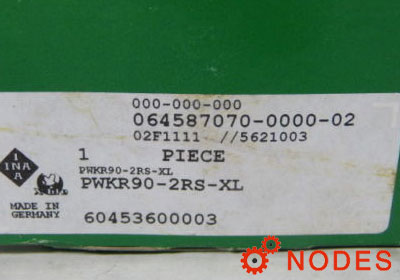 000-000-000
064587070-0000-02
02F1111 //5621003
1 PIECE
PWKR90-2RS-XL
PWKR90-2RS-XL
I
INA
A
MADE IN
GERMANY
60453600003
NODES